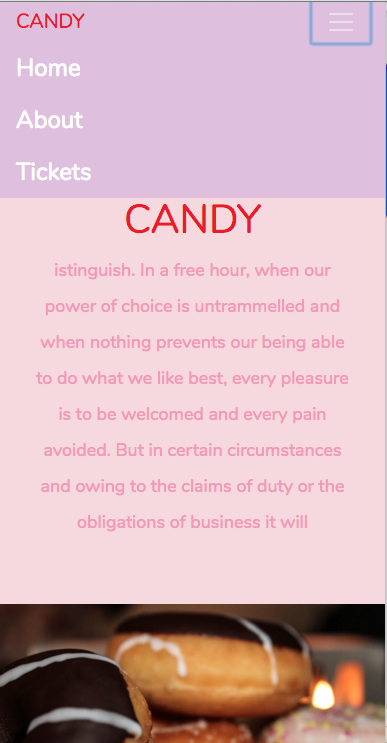 CANDY
Home
About
Tickets
CANDY
istinguish. In a free hour, when our
power of choice is untrammelled and
when nothing prevents our being able
to do what we like best, every pleasure
is to be welcomed and every pain
avoided. But in certain circumstances
and owing to the claims of duty or the
obligations of business it will